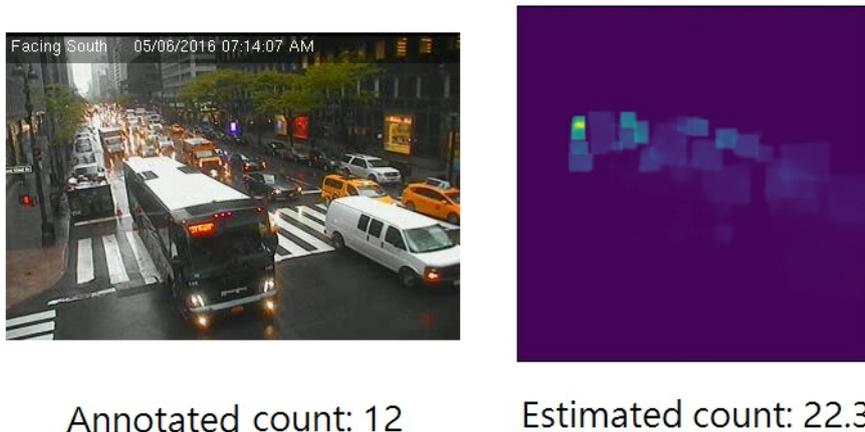 Facing South 05/06/2016 07:14:07 AM
Annotated count: 12
Estimated count: 22.3